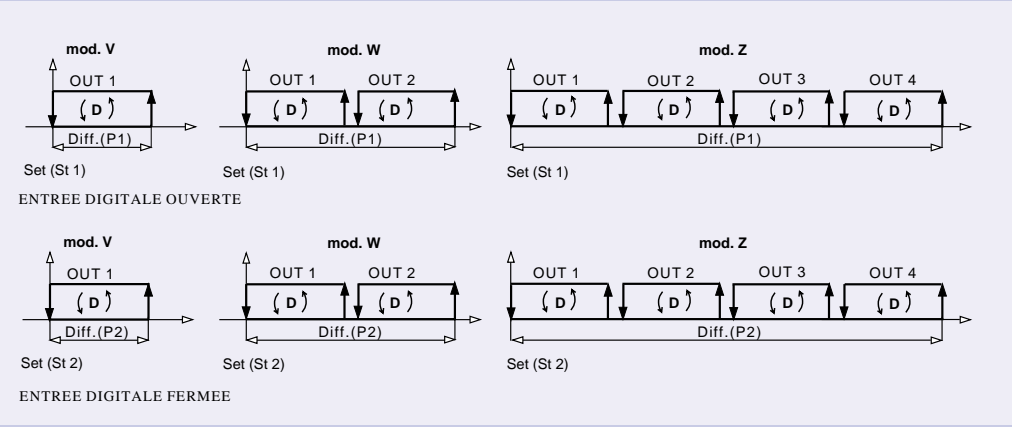 mod. V mod. W mod. Z
OUT 1 OUT 1 OUT 2 OUT 1 OUT 2 OUT 3 OUT 4
D D D D D D D
Diff.(P1) Diff.(P1) Diff.(P1)
Set (St 1) Set (St 1) Set (St 1)
ENTREE DIGITALE OUVERTE
mod. V mod. W mod. Z
OUT 1 OUT 1 OUT 2 OUT 1 OUT 2 OUT 3 OUT 4
D D D D D D D
Diff.(P2) Diff.(P2) Diff.(P2)
Set (St 2) Set (St 2) Set (St 2)
ENTREE DIGITALE FERMEE